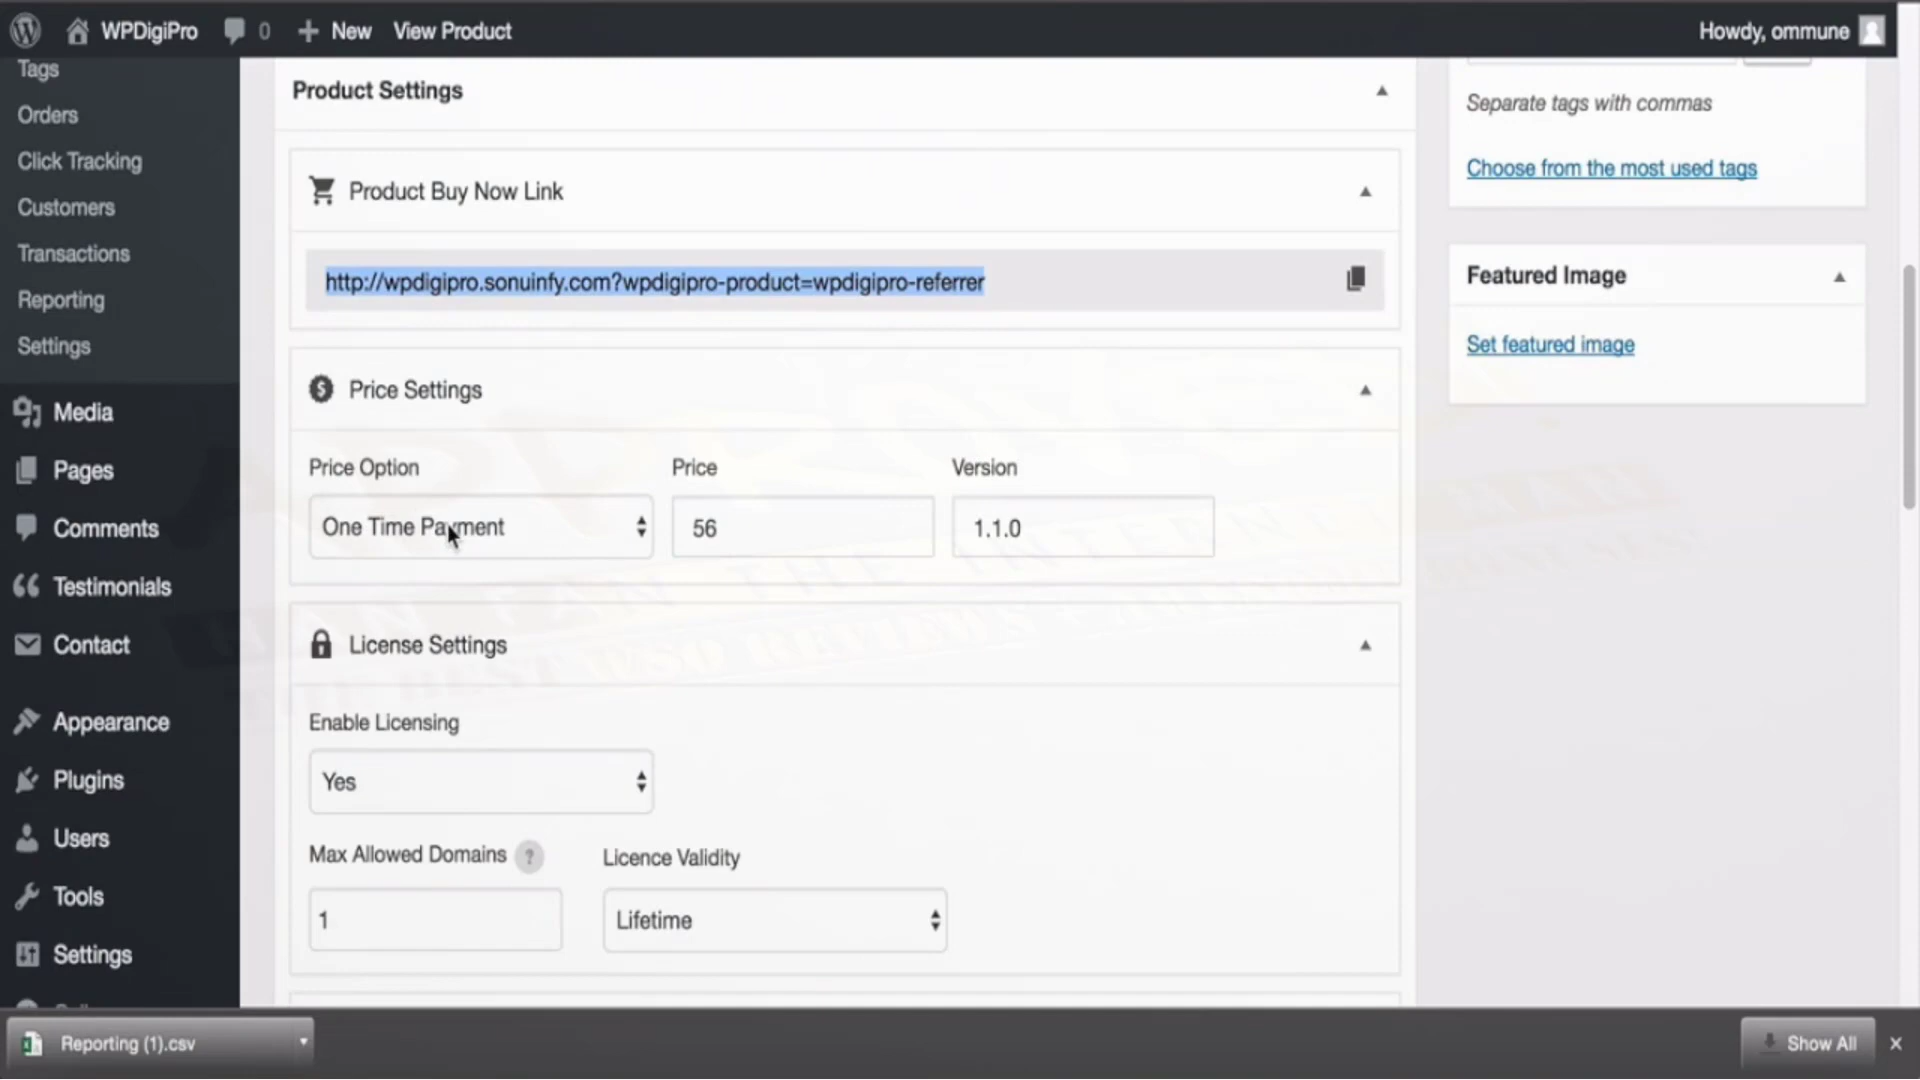 WPDigiPro 0 New View Product Howdy, ommune
Tags
Orders
Click Tracking
Customers
Transactions
Reporting
Settings
Media
Pages
Comments
Testimonials
Contact
Appearance
Plugins
Users
Tools
Settings
Product Settings
Product Buy Now Link
http://wpdigipro.sonuinfy.com?wpdigipro-product=wpdigipro-referrer
Price Settings
Price Option Price Version
One Time Payment 56 1.1.0
License Settings
Enable Licensing
Yes
Max Allowed Domains ? Licence Validity
1 Lifetime
Separate tags with commas
Choose from the most used tags
Featured Image
Set featured image
Reporting (1).csv
Show All